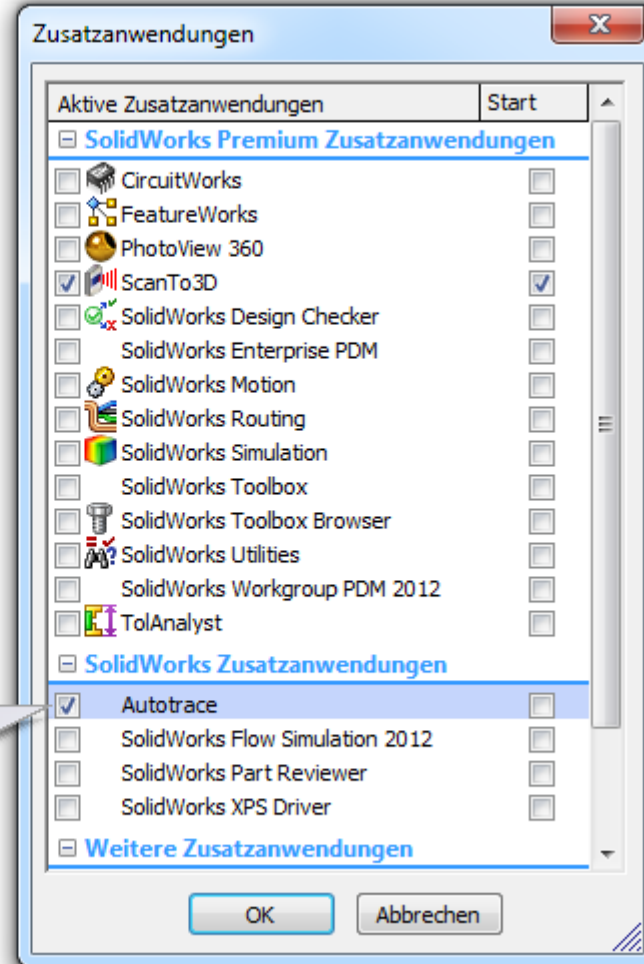 Zusatzanwendungen
Aktive Zusatzanwendungen Start
SolidWorks Premium Zusatzanwendungen
CircuitWorks
FeatureWorks
PhotoView 360
ScanTo3D
SolidWorks Design Checker
SolidWorks Enterprise PDM
SolidWorks Motion
SolidWorks Routing
SolidWorks Simulation
SolidWorks Toolbox
SolidWorks Toolbox Browser
SolidWorks Utilities
SolidWorks Workgroup PDM 2012
TolAnalyst
SolidWorks Zusatzanwendungen
Autotrace
SolidWorks Flow Simulation 2012
SolidWorks Part Reviewer
SolidWorks XPS Driver
Weitere Zusatzanwendungen
OK Abbrechen